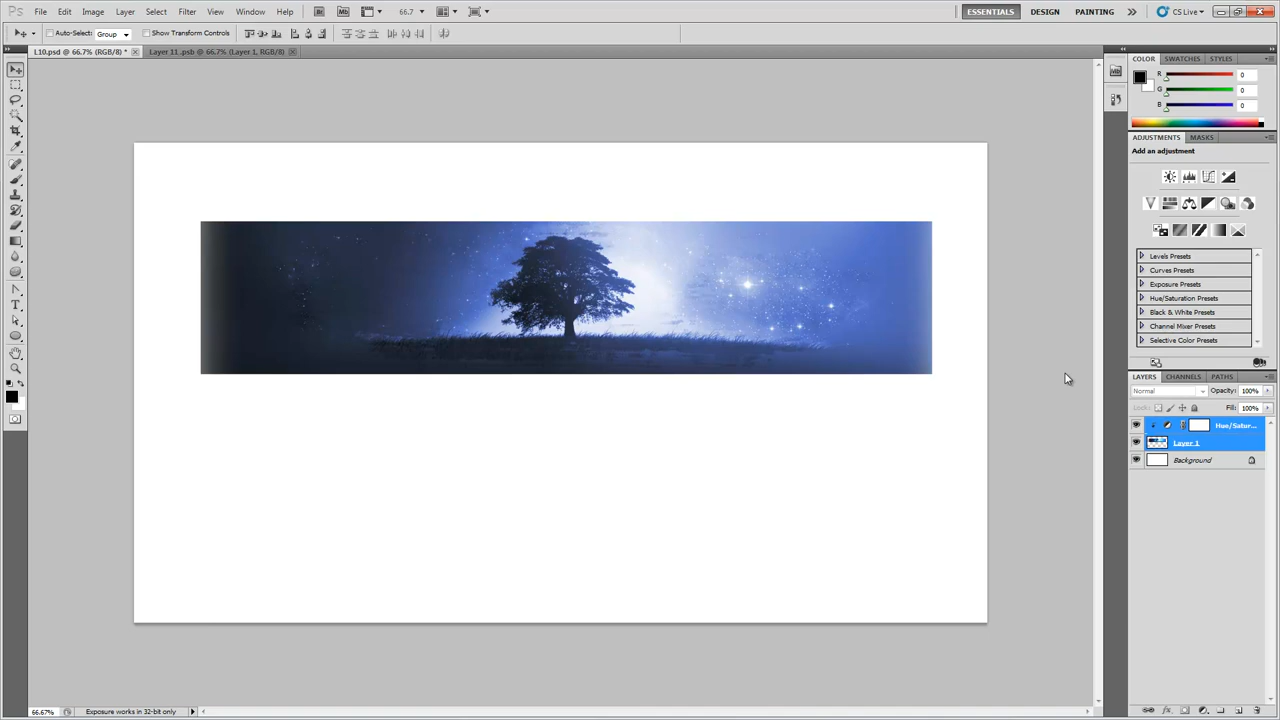 Ps File Edit Image Layer Select Filter View Window Help Mb 66.7 ESSENTIALS DESIGN PAINTING CS Live
Auto-Select: Group Show Transform Controls
L10.psd @ 66.7% (RGB/8) * Layer 11 .psb @ 66.7% (Layer 1, RGB/8)
COLOR SWATCHES STYLES
R 0
G 0
B 0
ADJUSTMENTS MASKS
Add an adjustment
Levels Presets
Curves Presets
Exposure Presets
Hue/Saturation Presets
Black & White Presets
Channel Mixer Presets
Selective Color Presets
LAYERS CHANNELS PATHS
Normal Opacity: 100%
Lock: Fill: 100%
Hue/Satur...
Layer 1
Background
66.67% Exposure works in 32-bit only